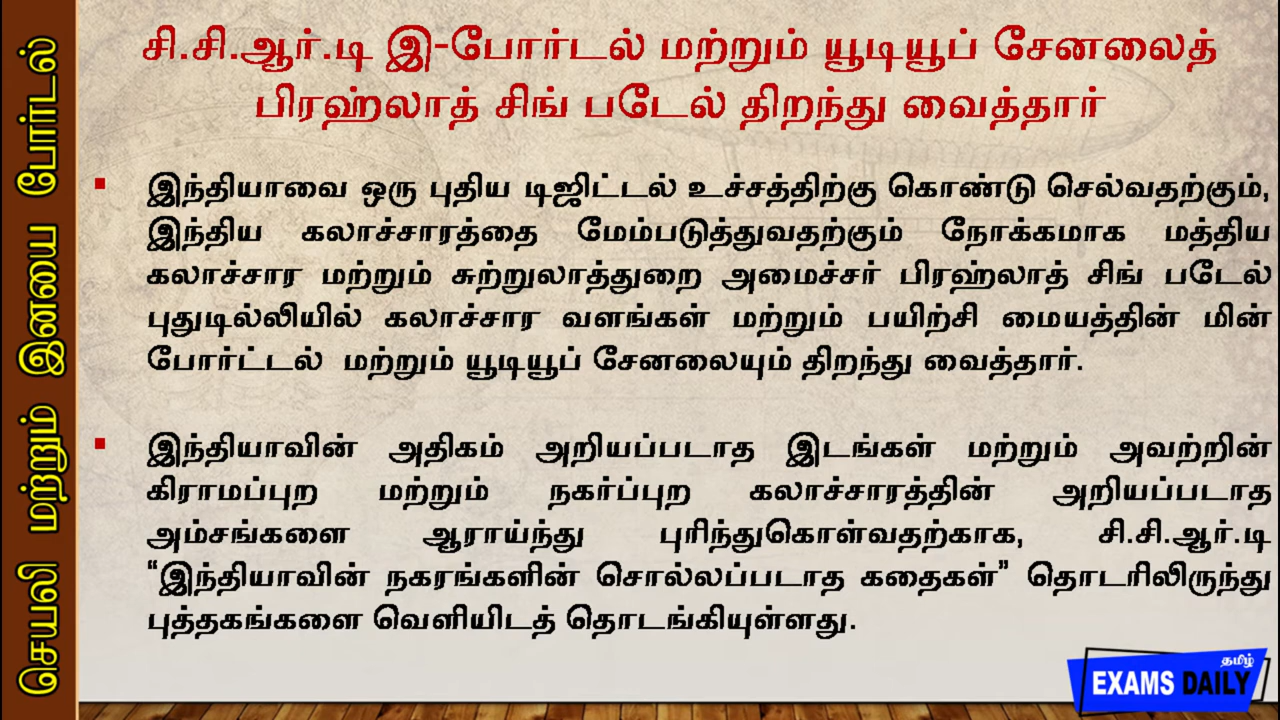 செயலி மற்றும் இனயை போர்டல்
சி.சி.ஆர்.டி இ-போர்டல் மற்றும் யூடியூப் சேனலைத்
பிரஹ்லாத் சிங் படேல் திறந்து வைத்தார்
இந்தியாவை ஒரு புதிய டிஜிட்டல் உச்சத்திற்கு கொண்டு செல்வதற்கும்,
இந்திய கலாச்சாரத்தை மேம்படுத்துவதற்கும் நோக்கமாக மத்திய
கலாச்சார மற்றும் சுற்றுலாத்துறை அமைச்சர் பிரஹ்லாத் சிங் படேல்
புதுடில்லியில் கலாச்சார வளங்கள் மற்றும் பயிற்சி மையத்தின் மின்
போர்ட்டல் மற்றும் யூடியூப் சேனலையும் திறந்து வைத்தார்.
இந்தியாவின் அதிகம் அறியப்படாத இடங்கள் மற்றும் அவற்றின்
கிராமப்புற மற்றும் நகர்ப்புற கலாச்சாரத்தின் அறியப்படாத
அம்சங்களை ஆராய்ந்து புரிந்துகொள்வதற்காக, சி.சி.ஆர்.டி
“இந்தியாவின் நகரங்களின் சொல்லப்படாத கதைகள்” தொடரிலிருந்து
புத்தகங்களை வெளியிடத் தொடங்கியுள்ளது.
தமிழ்
EXAMS DAILY